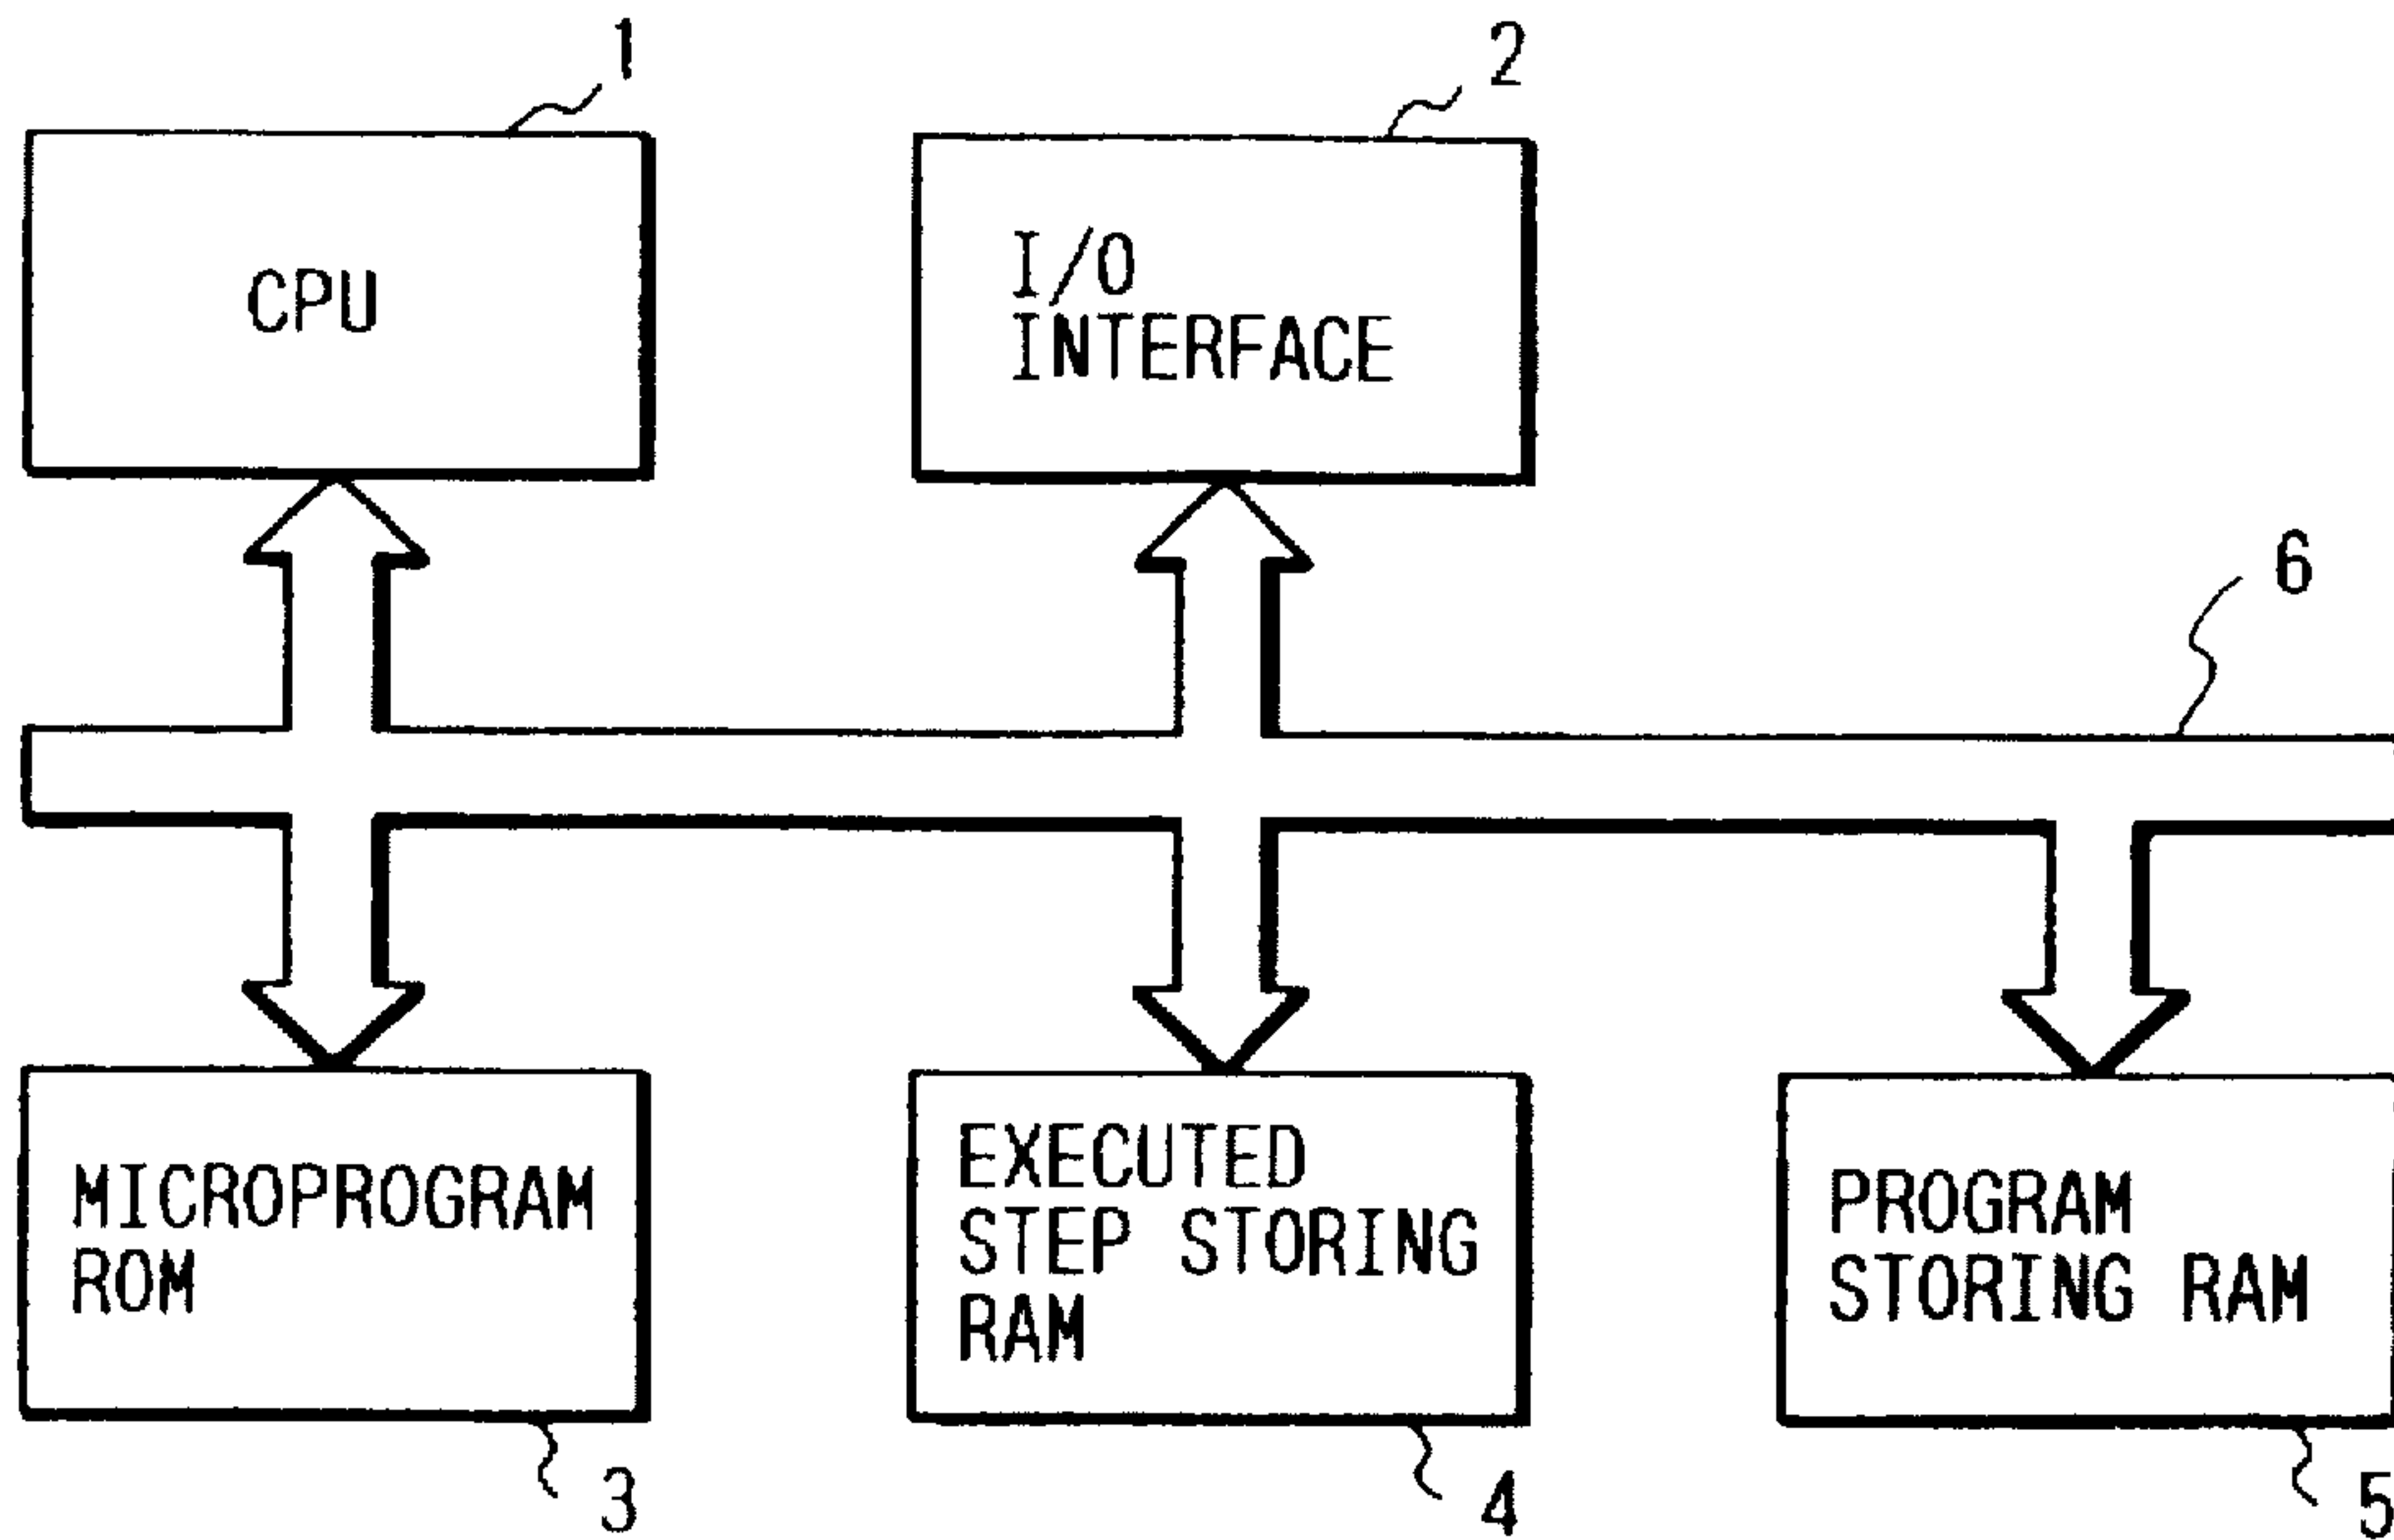 1
2
CPU
I/O
INTERFACE
6
MICROPROGRAM
ROM
EXECUTED
STEP STORING
RAM
PROGRAM
STORING RAM
3
4
5